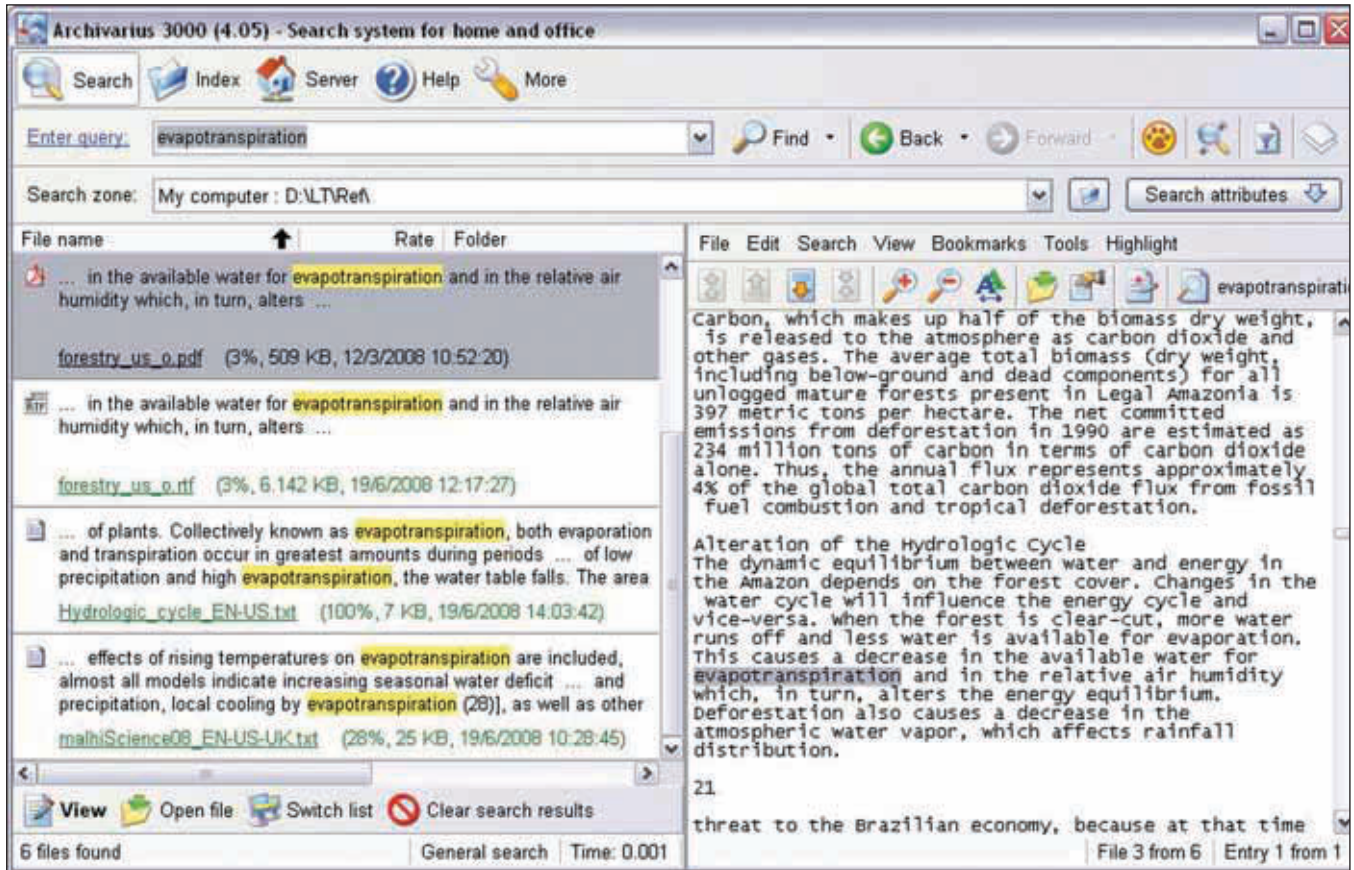 Archivarius 3000 (4.05) - Search system for home and office
Search Index Server Help More
Enter query: evapotranspiration Find Back Forward
Search zone: My computer : D:\LT\Ref\ Search attributes
File name Rate Folder
... in the available water for evapotranspiration and in the relative air
humidity which, in turn, alters ...
forestry_us_o.pdf (3%, 509 KB, 12/3/2008 10:52:20)
... in the available water for evapotranspiration and in the relative air
humidity which, in turn, alters ...
forestry_us_o.rtf (3%, 6.142 KB, 19/6/2008 12:17:27)
... of plants. Collectively known as evapotranspiration, both evaporation
and transpiration occur in greatest amounts during periods ... of low
precipitation and high evapotranspiration, the water table falls. The area
Hydrologic_cycle_EN-US.txt (100%, 7 KB, 19/6/2008 14:03:42)
... effects of rising temperatures on evapotranspiration are included,
almost all models indicate increasing seasonal water deficit ... and
precipitation, local cooling by evapotranspiration (28)], as well as other
malhiScience08_EN-US-UK.txt (28%, 25 KB, 19/6/2008 10:28:45)
View Open file Switch list Clear search results
6 files found General search Time: 0.001
File Edit Search View Bookmarks Tools Highlight
evapotranspirati
Carbon, which makes up half of the biomass dry weight,
is released to the atmosphere as carbon dioxide and
other gases. The average total biomass (dry weight,
including below-ground and dead components) for all
unlogged mature forests present in Legal Amazonia is
397 metric tons per hectare. The net committed
emissions from deforestation in 1990 are estimated as
234 million tons of carbon in terms of carbon dioxide
alone. Thus, the annual flux represents approximately
4% of the global total carbon dioxide flux from fossil
fuel combustion and tropical deforestation.
Alteration of the Hydrologic Cycle
The dynamic equilibrium between water and energy in
the Amazon depends on the forest cover. Changes in the
water cycle will influence the energy cycle and
vice-versa. When the forest is clear-cut, more water
runs off and less water is available for evaporation.
This causes a decrease in the available water for
evapotranspiration and in the relative air humidity
which, in turn, alters the energy equilibrium.
Deforestation also causes a decrease in the
atmospheric water vapor, which affects rainfall
distribution.
21
threat to the Brazilian economy, because at that time
File 3 from 6 Entry 1 from 1